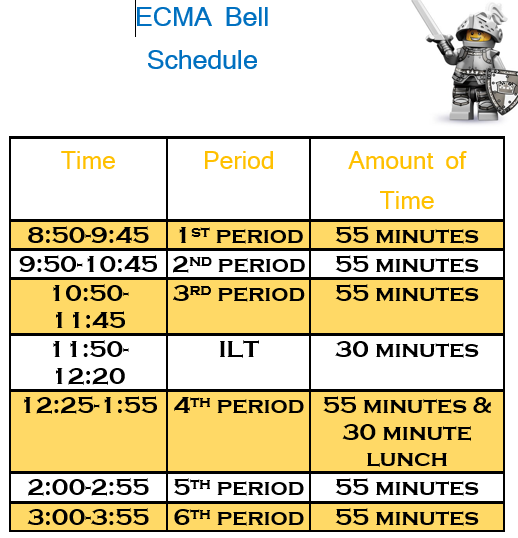 ECMA Bell
Schedule
Time Period Amount of
Time
8:50-9:45 1ST PERIOD 55 MINUTES
9:50-10:45 2ND PERIOD 55 MINUTES
10:50- 3RD PERIOD 55 MINUTES
11:45
11:50- ILT 30 MINUTES
12:20
12:25-1:55 4TH PERIOD 55 MINUTES &
30 MINUTE
LUNCH
2:00-2:55 5TH PERIOD 55 MINUTES
3:00-3:55 6TH PERIOD 55 MINUTES